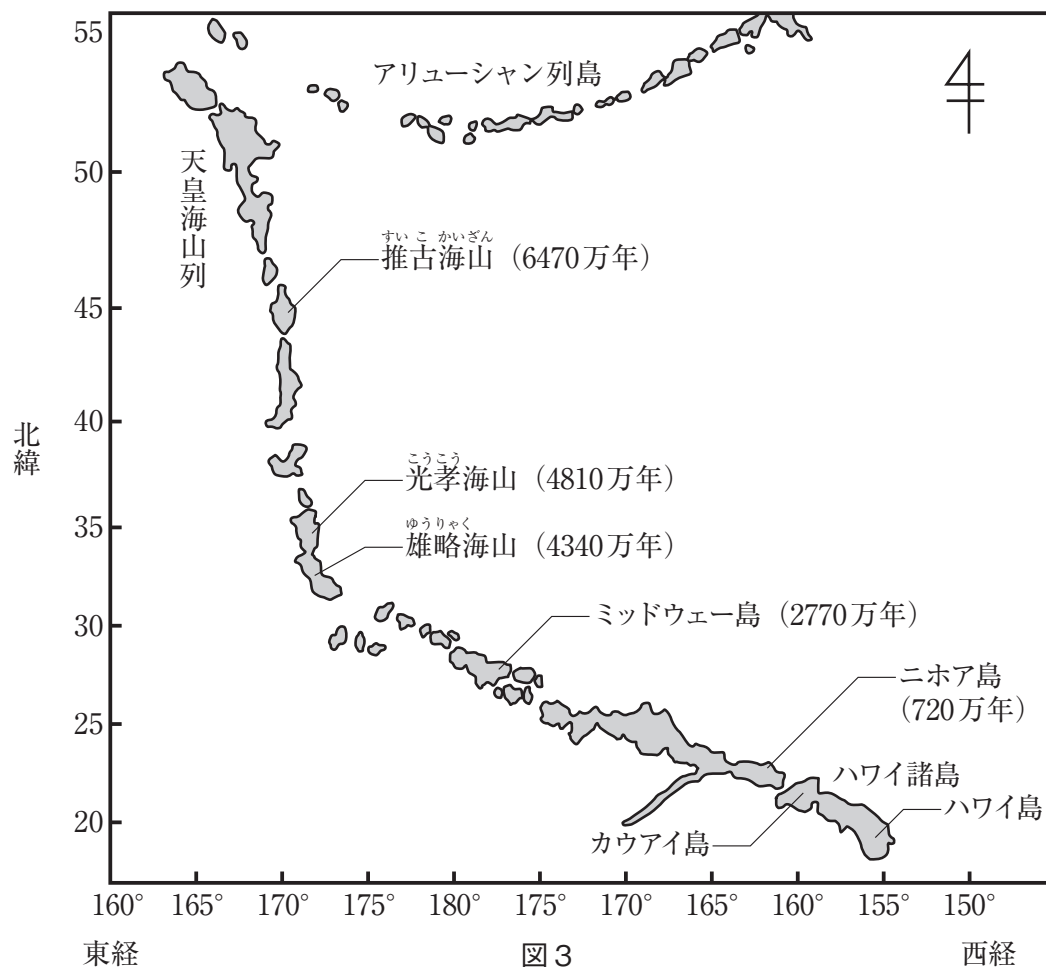 55
50
45
40
35
30
25
20
北緯
アリューシャン列島
天皇海山列
すいこかいざん
推古海山（6470万年）
こうこう
光孝海山（4810万年）
ゆうりゃく
雄略海山（4340万年）
ミッドウェー島（2770万年）
ニホア島
（720万年）
ハワイ諸島
ハワイ島
カウアイ島
160° 165° 170° 175° 180° 175° 170° 165° 160° 155° 150°
東経 図3 西経